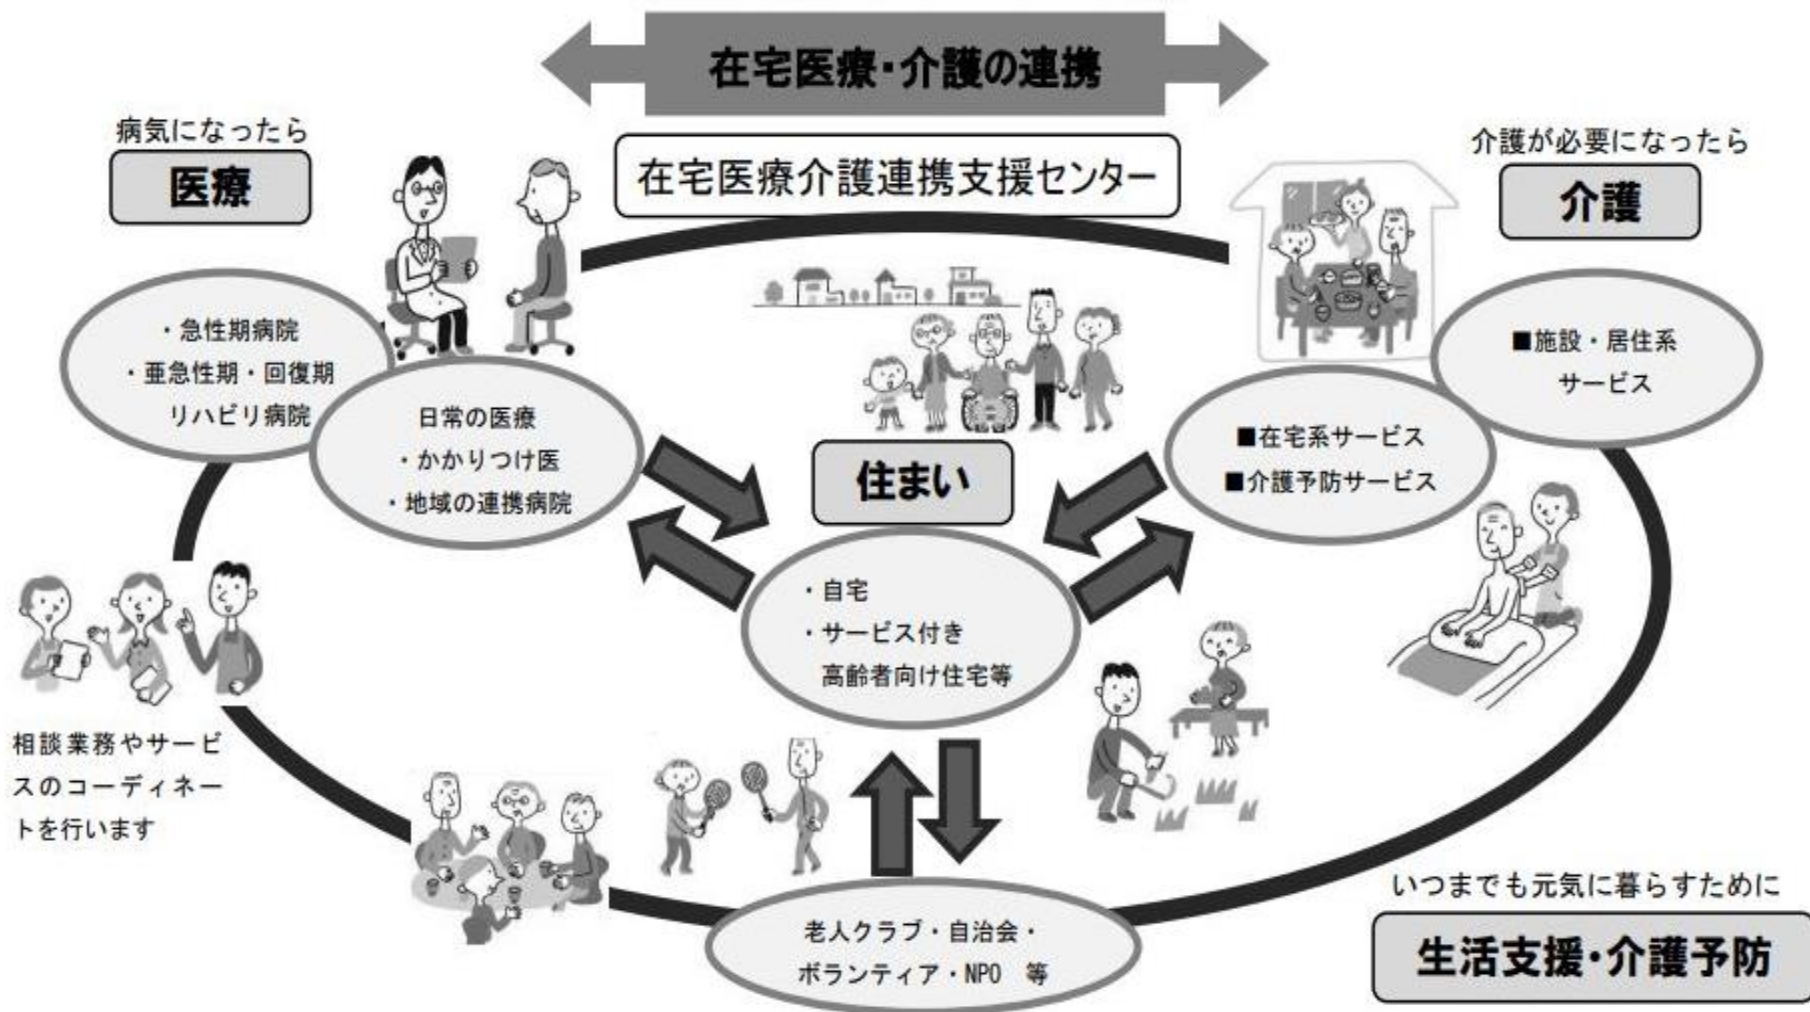 在宅医療・介護の連携
在宅医療介護連携支援センター
病気になったら
医療
・急性期病院
・亜急性期・回復期
リハビリ病院
日常の医療
・かかりつけ医
・地域の連携病院
介護が必要になったら
介護
■施設・居住系
サービス
■在宅系サービス
■介護予防サービス
住まい
・自宅
・サービス付き
高齢者向け住宅等
相談業務やサービ
スのコーディネー
トを行います
老人クラブ・自治会・
ボランティア・NPO 等
いつまでも元気に暮らすために
生活支援・介護予防